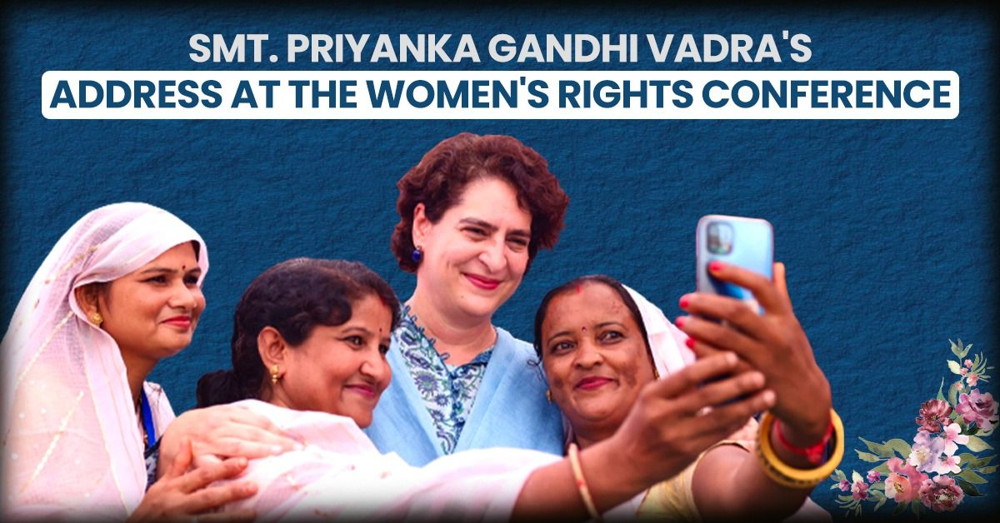 SMT. PRIYANKA GANDHI VADRA'S
ADDRESS AT THE WOMEN'S RIGHTS CONFERENCE